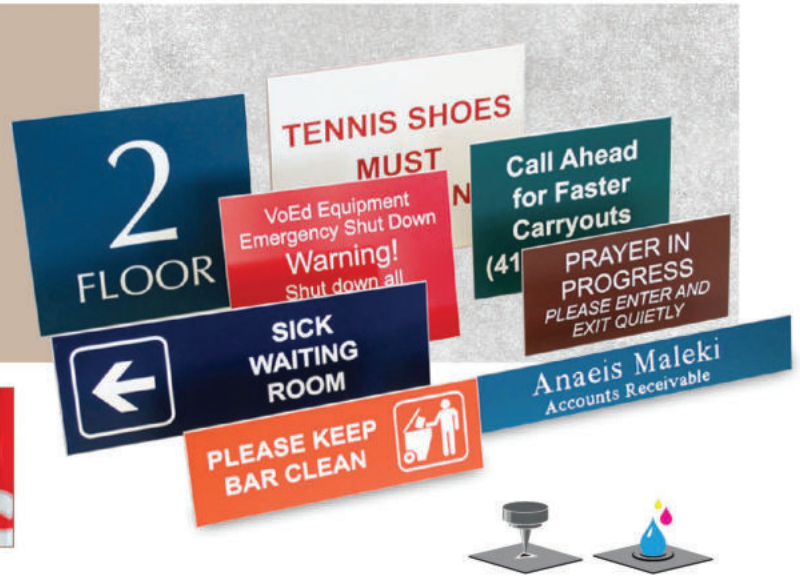 2
FLOOR
TENNIS SHOES
MUST
N
VoEd Equipment
Emergency Shut Down
Warning!
Shut down all
Call Ahead
for Faster
Carryouts
(41
PRAYER IN
PROGRESS
PLEASE ENTER AND
EXIT QUIETLY
SICK
WAITING
ROOM
Anaeis Maleki
Accounts Receivable
PLEASE KEEP
BAR CLEAN